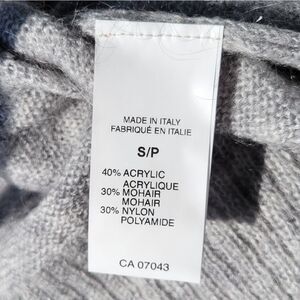 MADE IN ITALY
FABRIQUÉ EN ITALIE
S/P
40% ACRYLIC
ACRYLIQUE
30% MOHAIR
MOHAIR
30% NYLON
POLYAMIDE
CA 07043